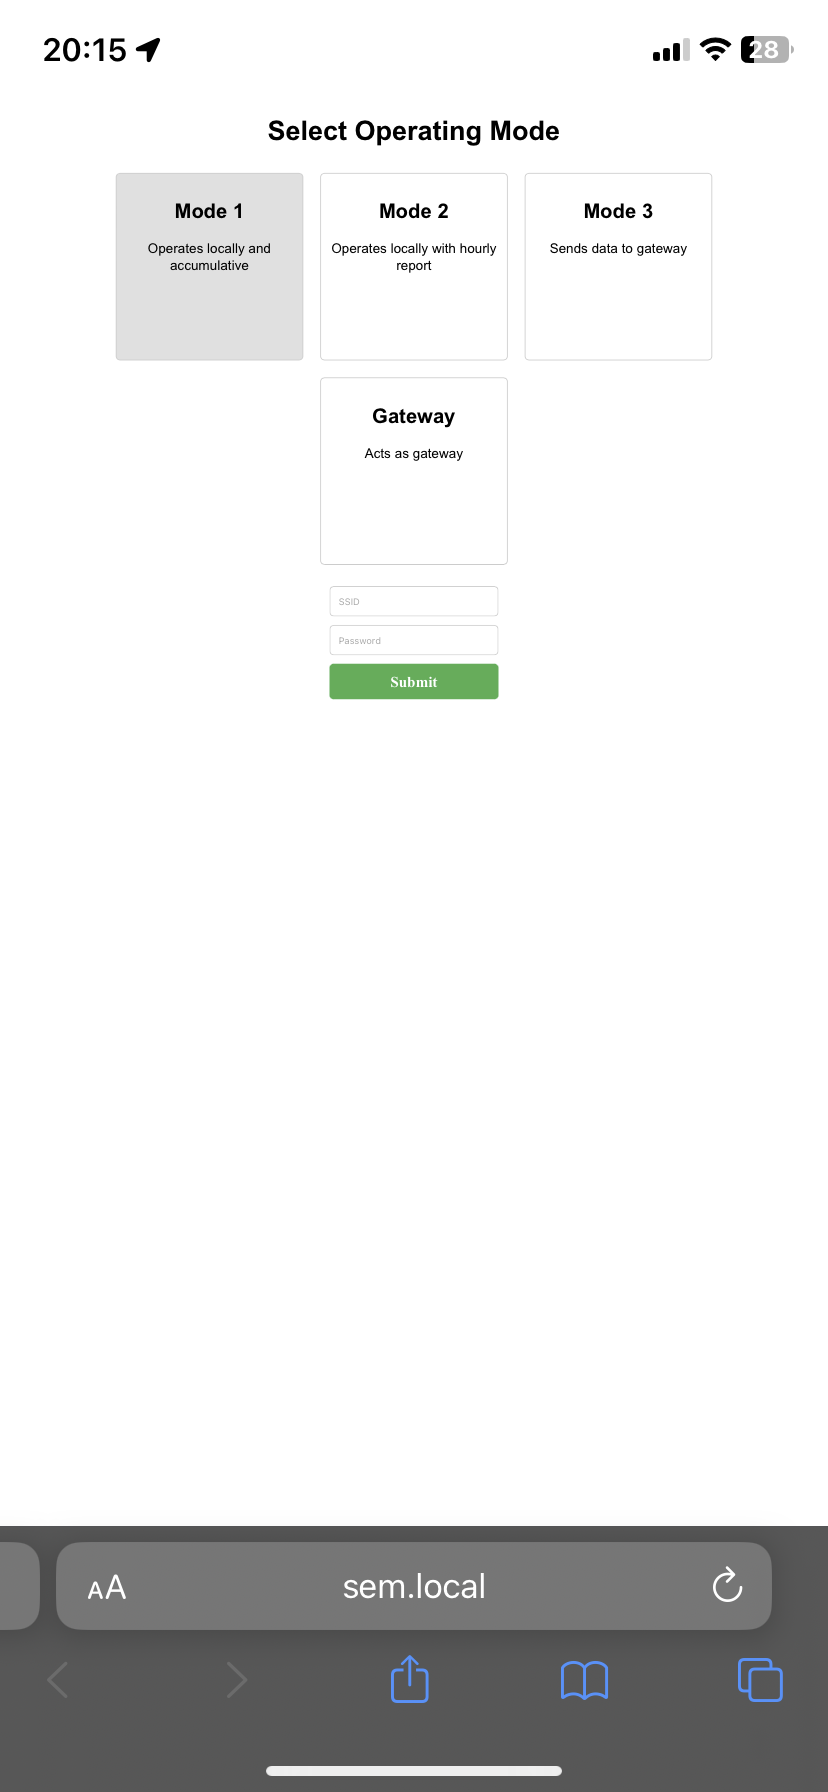 20:15
28
Select Operating Mode
Mode 1
Operates locally and
accumulative
Mode 2
Operates locally with hourly
report
Mode 3
Sends data to gateway
Gateway
Acts as gateway
SSID
Password
Submit
AA
sem.local